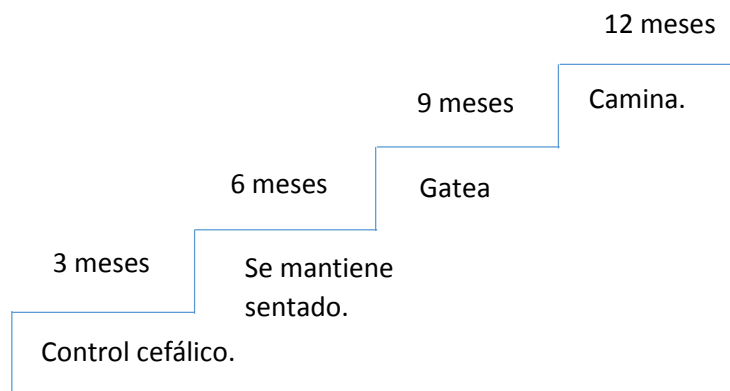 12 meses
9 meses
Camina.
6 meses
Gatea
3 meses
Se mantiene
sentado.
Control cefálico.